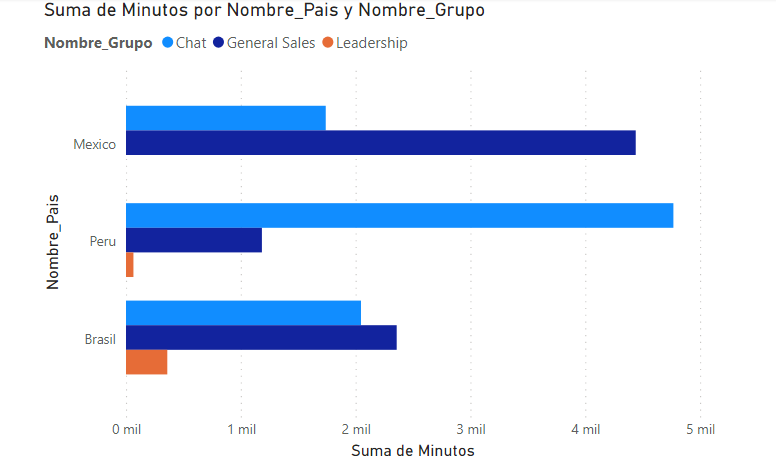 Suma de Minutos por Nombre_Pais y Nombre_Grupo
Nombre_Grupo Chat General Sales Leadership
Mexico
Peru
Brasil
Nombre_Pais
0 mil 1 mil 2 mil 3 mil 4 mil 5 mil
Suma de Minutos